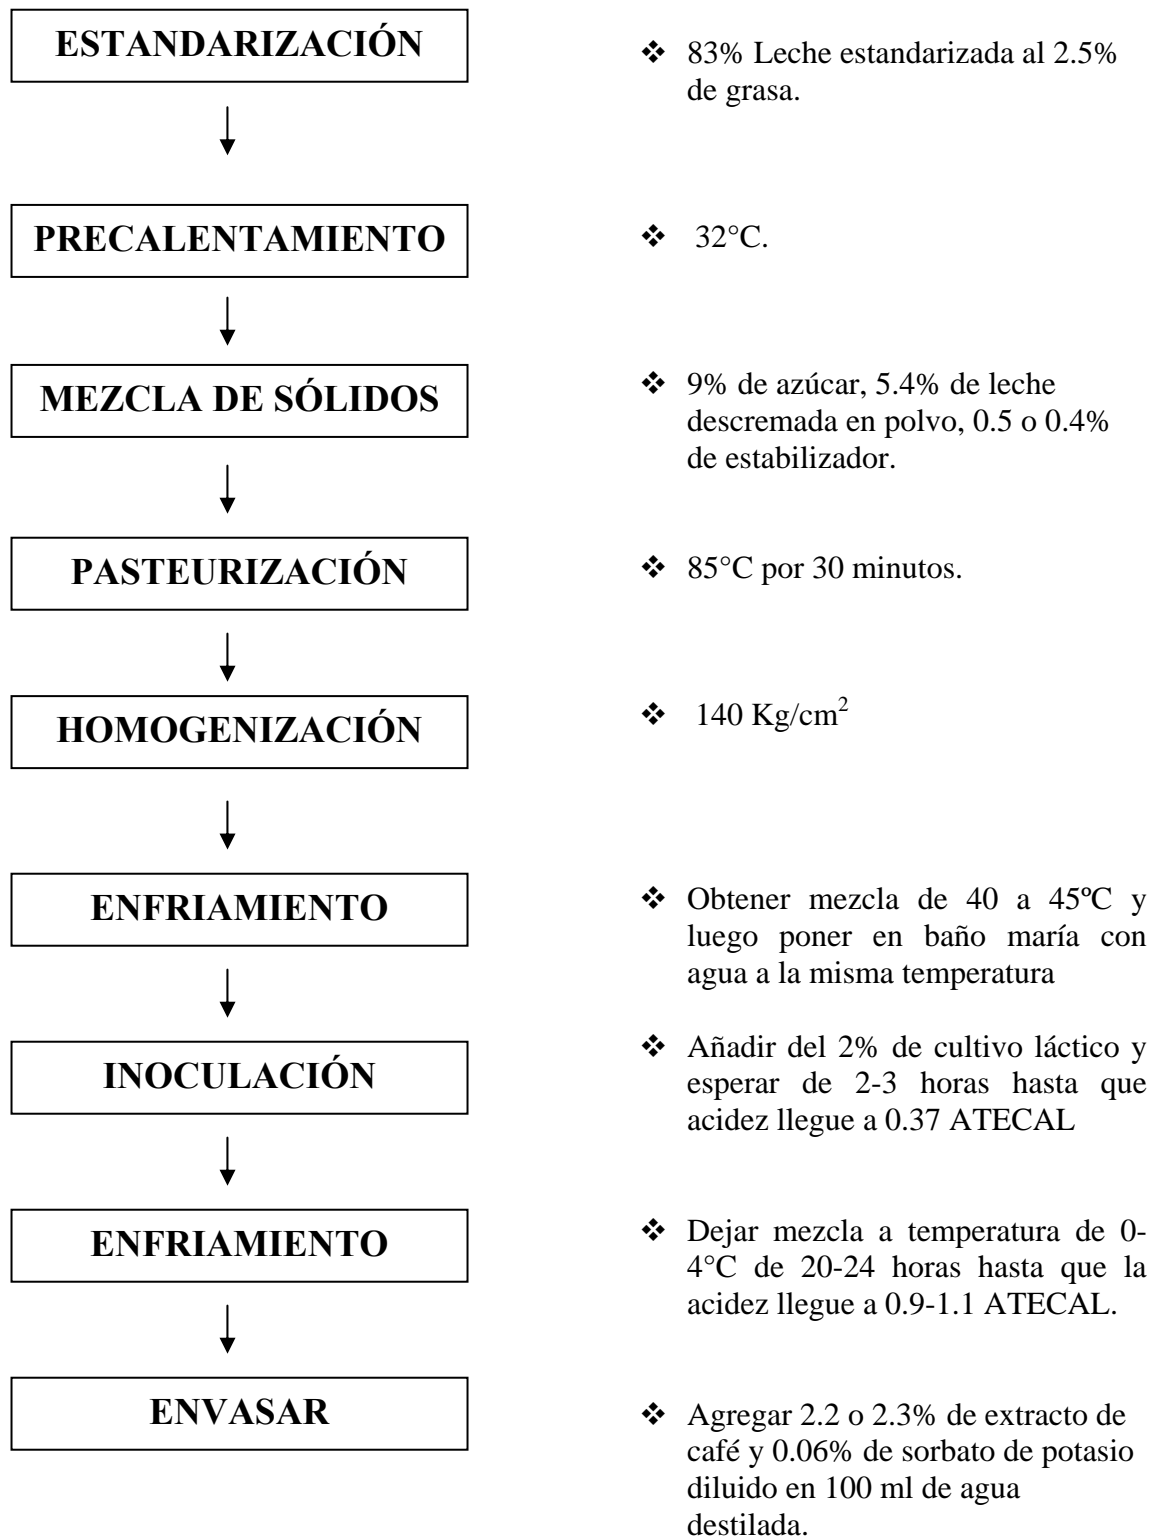 ESTANDARIZACIÓN
❖ 83% Leche estandarizada al 2.5%
de grasa.
PRECALENTAMIENTO
❖ 32°C.
MEZCLA DE SÓLIDOS
❖ 9% de azúcar, 5.4% de leche
descremada en polvo, 0.5 o 0.4%
de estabilizador.
PASTEURIZACIÓN
❖ 85°C por 30 minutos.
HOMOGENIZACIÓN
❖ 140 Kg/cm²
ENFRIAMIENTO
❖ Obtener mezcla de 40 a 45ºC y
luego poner en baño maría con
agua a la misma temperatura
INOCULACIÓN
❖ Añadir del 2% de cultivo láctico y
esperar de 2-3 horas hasta que
acidez llegue a 0.37 ATECAL
ENFRIAMIENTO
❖ Dejar mezcla a temperatura de 0-
4°C de 20-24 horas hasta que la
acidez llegue a 0.9-1.1 ATECAL.
ENVASAR
❖ Agregar 2.2 o 2.3% de extracto de
café y 0.06% de sorbato de potasio
diluido en 100 ml de agua
destilada.